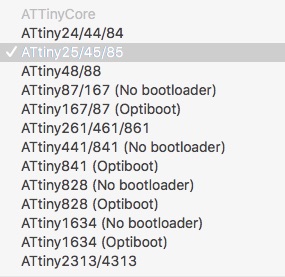 ATTinyCore
ATtiny24/44/84
✓ ATtiny25/45/85
ATtiny48/88
ATtiny87/167 (No bootloader)
ATtiny167/87 (Optiboot)
ATtiny261/461/861
ATtiny441/841 (No bootloader)
ATtiny841 (Optiboot)
ATtiny828 (No bootloader)
ATtiny828 (Optiboot)
ATtiny1634 (No bootloader)
ATtiny1634 (Optiboot)
ATtiny2313/4313